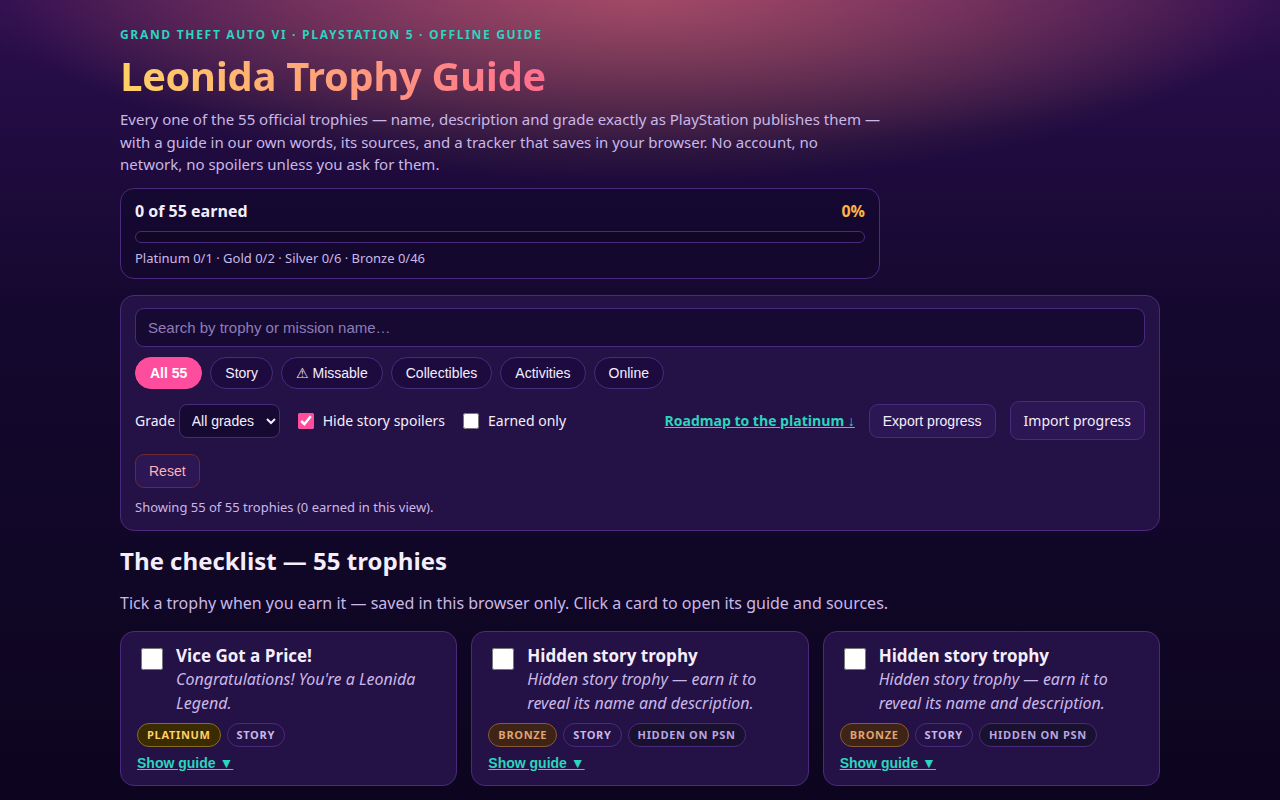 GRAND THEFT AUTO VI · PLAYSTATION 5 · OFFLINE GUIDE
Leonida Trophy Guide
Every one of the 55 official trophies — name, description and grade exactly as PlayStation publishes them —
with a guide in our own words, its sources, and a tracker that saves in your browser. No account, no
network, no spoilers unless you ask for them.
0 of 55 earned 0%
Platinum 0/1 · Gold 0/2 · Silver 0/6 · Bronze 0/46
Search by trophy or mission name…
All 55 Story ⚠ Missable Collectibles Activities Online
Grade All grades Hide story spoilers Earned only Roadmap to the platinum ↓ Export progress Import progress
Reset
Showing 55 of 55 trophies (0 earned in this view).
The checklist — 55 trophies
Tick a trophy when you earn it — saved in this browser only. Click a card to open its guide and sources.
Vice Got a Price!
Congratulations! You're a Leonida
Legend.
PLATINUM STORY
Show guide ▼
Hidden story trophy
Hidden story trophy — earn it to
reveal its name and description.
BRONZE STORY HIDDEN ON PSN
Show guide ▼
Hidden story trophy
Hidden story trophy — earn it to
reveal its name and description.
BRONZE STORY HIDDEN ON PSN
Show guide ▼